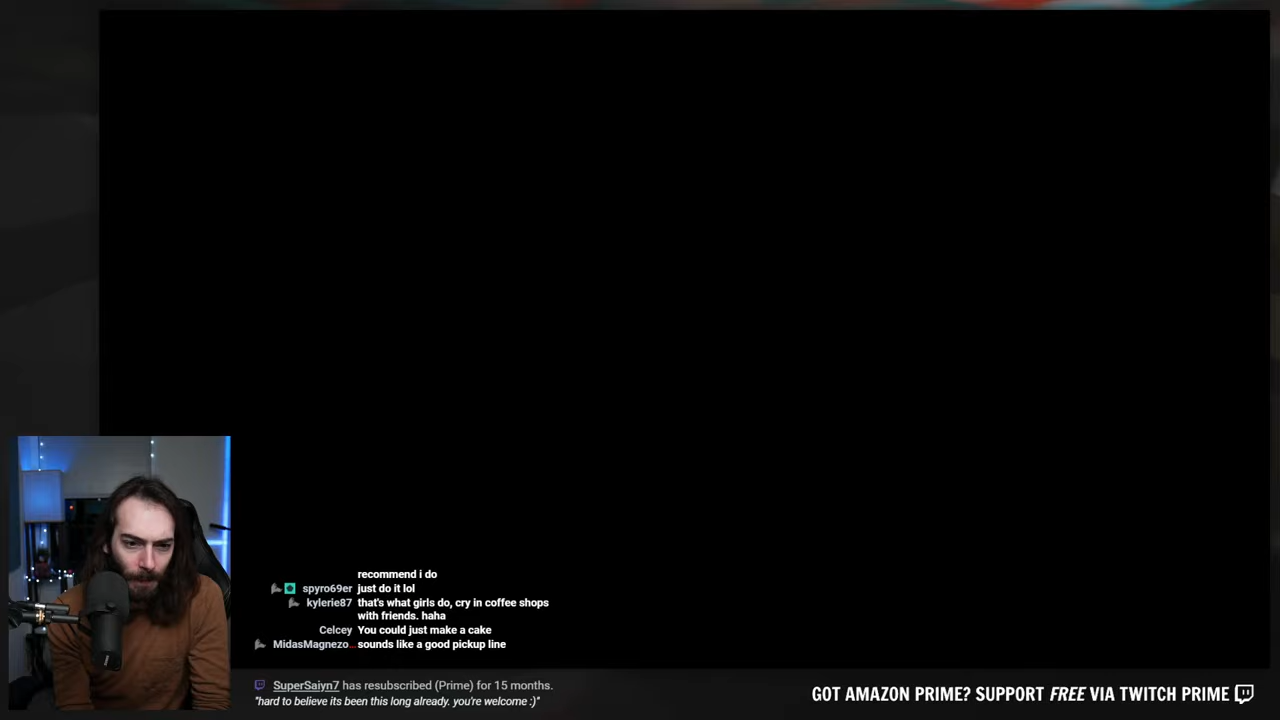 recommend i do
spyro69er just do it lol
kylerie87 that's what girls do, cry in coffee shops
with friends. haha
Celcey You could just make a cake
MidasMagnezo... sounds like a good pickup line
SuperSaiyn7 has resubscribed (Prime) for 15 months.
"hard to believe its been this long already. you're welcome :)"
GOT AMAZON PRIME? SUPPORT FREE VIA TWITCH PRIME